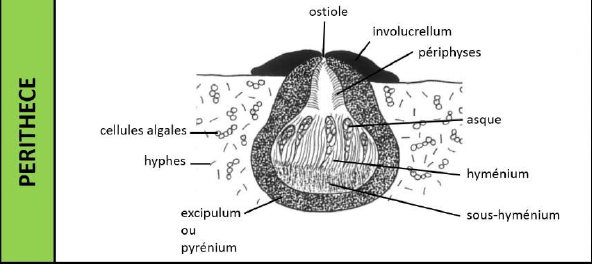 PERITHECE
ostiole
involucrellum
périphyses
cellules algales
asque
hyphes
hyménium
excipulum
ou
pyrénium
sous-hyménium